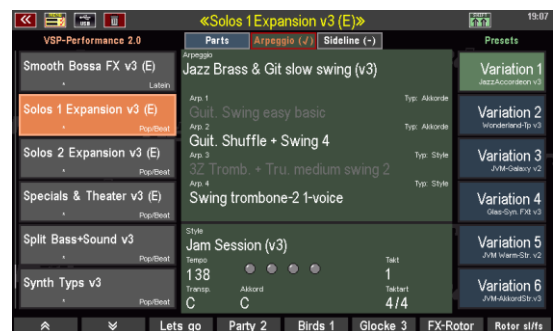 «Solos 1 Expansion v3 (E)»
19:07
VSP-Performance 2.0
Parts
Arpeggio (√)
Sideline (-)
Presets
Smooth Bossa FX v3 (E)
Latein
Solos 1 Expansion v3 (E)
Pop/Beat
Solos 2 Expansion v3 (E)
Pop/Beat
Specials & Theater v3 (E)
Pop/Beat
Split Bass+Sound v3
Pop/Beat
Synth Typs v3
Pop/Beat
Arpeggio
Jazz Brass & Git slow swing (v3)
Arp. 1
Typ: Akkorde
Guit. Swing easy basic
Arp. 2
Typ: Akkorde
Guit. Shuffle + Swing 4
Arp. 3
Typ: Style
3Z Tromb. + Tru. medium swing 2
Arp. 4
Typ: Style
Swing trombone-2 1-voice
Style
Jam Session (v3)
Tempo
Takt
138
1
Transp.
Akkord
Taktart
C
C
4/4
Variation 1
JazzAccordeon v3
Variation 2
Wonderland-Tp v3
Variation 3
JVM-Galaxy v2
Variation 4
Glas-Syn. FXt v3
Variation 5
JVM Warm-Str. v2
Variation 6
JVM-AkkordStr.v3
Lets go
Party 2
Birds 1
Glocke 3
FX-Rotor
Rotor sl/fa